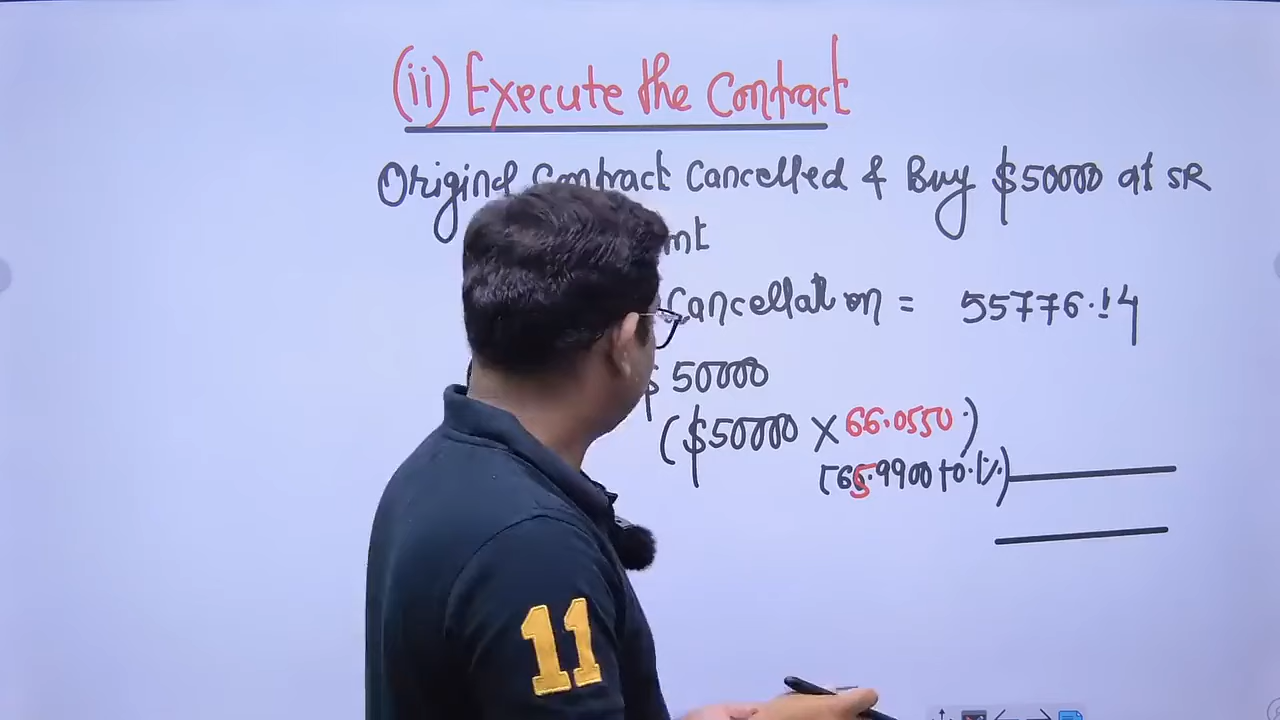 (ii) Execute the Contract
Original Contract Cancelled & Buy $50000 at SR
Cancellation = 55776.14
$ 50000
($50000 × 66.0550)
(65.9900+0.1%)
11